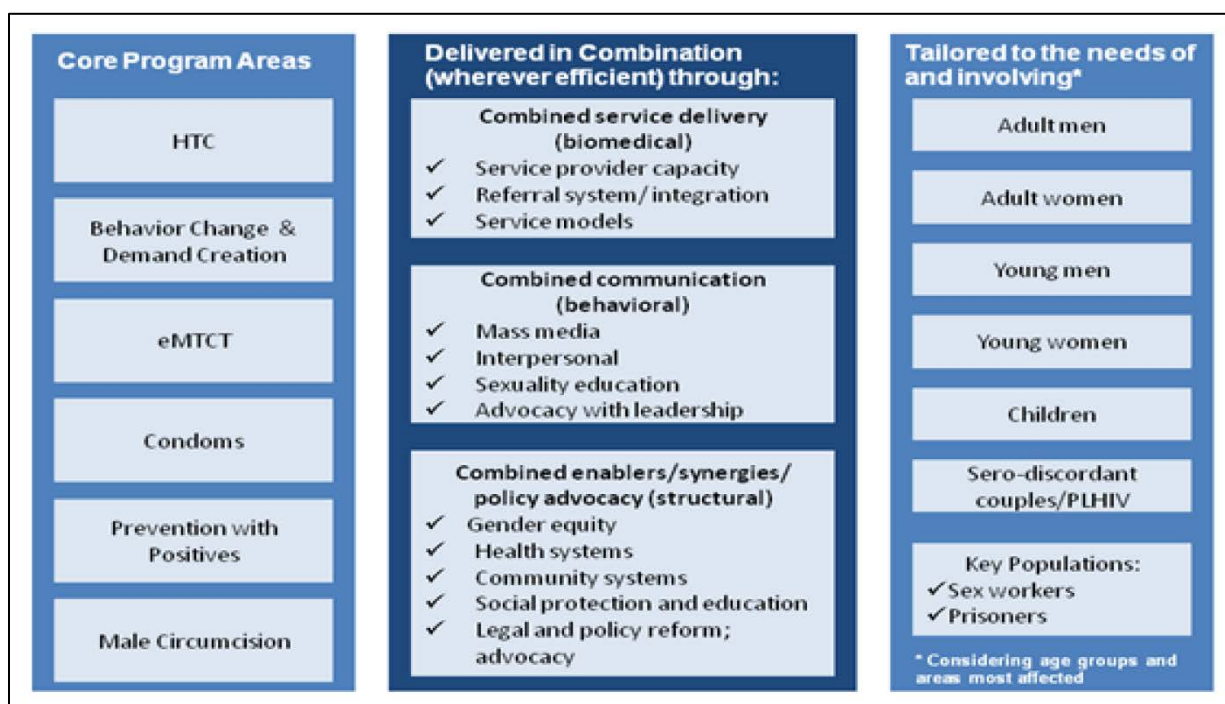 Core Program Areas
HTC
Behavior Change &
Demand Creation
eMTCT
Condoms
Prevention with
Positives
Male Circumcision
Delivered in Combination
(wherever efficient) through:
Combined service delivery
(biomedical)
✓ Service provider capacity
✓ Referral system/ integration
✓ Service models
Combined communication
(behavioral)
✓ Mass media
✓ Interpersonal
✓ Sexuality education
✓ Advocacy with leadership
Combined enablers/synergies/
policy advocacy (structural)
✓ Gender equity
✓ Health systems
✓ Community systems
✓ Social protection and education
✓ Legal and policy reform;
advocacy
Tailored to the needs of
and involving*
Adult men
Adult women
Young men
Young women
Children
Sero-discordant
couples/PLHIV
Key Populations:
✓Sex workers
✓Prisoners
* Considering age groups and
areas most affected